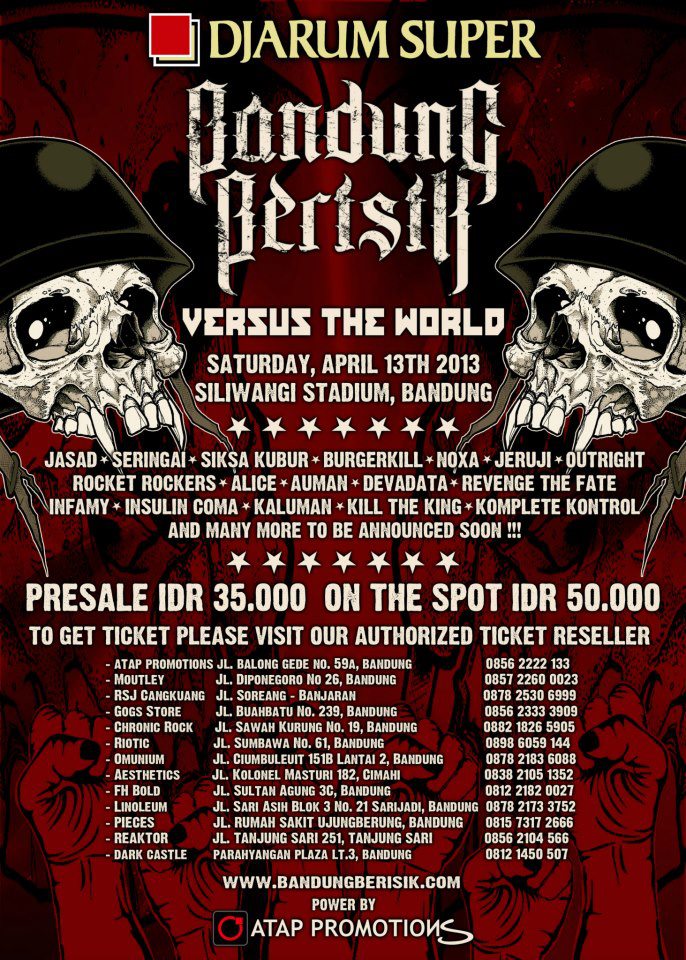 DJARUM SUPER
Bandung
Berisik
VERSUS THE WORLD
SATURDAY, APRIL 13TH 2013
SILIWANGI STADIUM, BANDUNG
JASAD ★ SERINGAI ★ SIKSA KUBUR ★ BURGERKILL ★ NOXA ★ JERUJI ★ OUTRIGHT
ROCKET ROCKERS ★ ALICE ★ AUMAN ★ DEVADATA ★ REVENGE THE FATE
INFAMY ★ INSULIN COMA ★ KALUMAN ★ KILL THE KING ★ KOMPLETE KONTROL
AND MANY MORE TO BE ANNOUNCED SOON !!!
PRESALE IDR 35.000 ON THE SPOT IDR 50.000
TO GET TICKET PLEASE VISIT OUR AUTHORIZED TICKET RESELLER
- ATAP PROMOTIONS JL. BALONG GEDE NO. 59A, BANDUNG 0856 2222 133
- MOUTLEY JL. DIPONEGORO NO 26, BANDUNG 0857 2260 0023
- RSJ CANGKUANG JL. SOREANG - BANJARAN 0878 2530 6999
- GOGS STORE JL. BUAHBATU NO. 239, BANDUNG 0856 2333 3909
- CHRONIC ROCK JL. SAWAH KURUNG NO. 19, BANDUNG 0882 1826 5905
- RIOTIC JL. SUMBAWA NO. 61, BANDUNG 0898 6059 144
- OMUNIUM JL. CIUMBULEUIT 151B LANTAI 2, BANDUNG 0878 2183 6088
- AESTHETICS JL. KOLONEL MASTURI 182, CIMAHI 0838 2105 1352
- FH BOLD JL. SULTAN AGUNG 3C, BANDUNG 0812 2182 0027
- LINOLEUM JL. SARI ASIH BLOK 3 NO. 21 SARIJADI, BANDUNG 0878 2173 3752
- PIECES JL. RUMAH SAKIT UJUNGBERUNG, BANDUNG 0815 7317 2666
- REAKTOR JL. TANJUNG SARI 251, TANJUNG SARI 0856 2104 566
- DARK CASTLE PARAHYANGAN PLAZA LT.3, BANDUNG 0812 1450 507
WWW.BANDUNGBERISIK.COM
POWER BY
ATAP PROMOTIONS